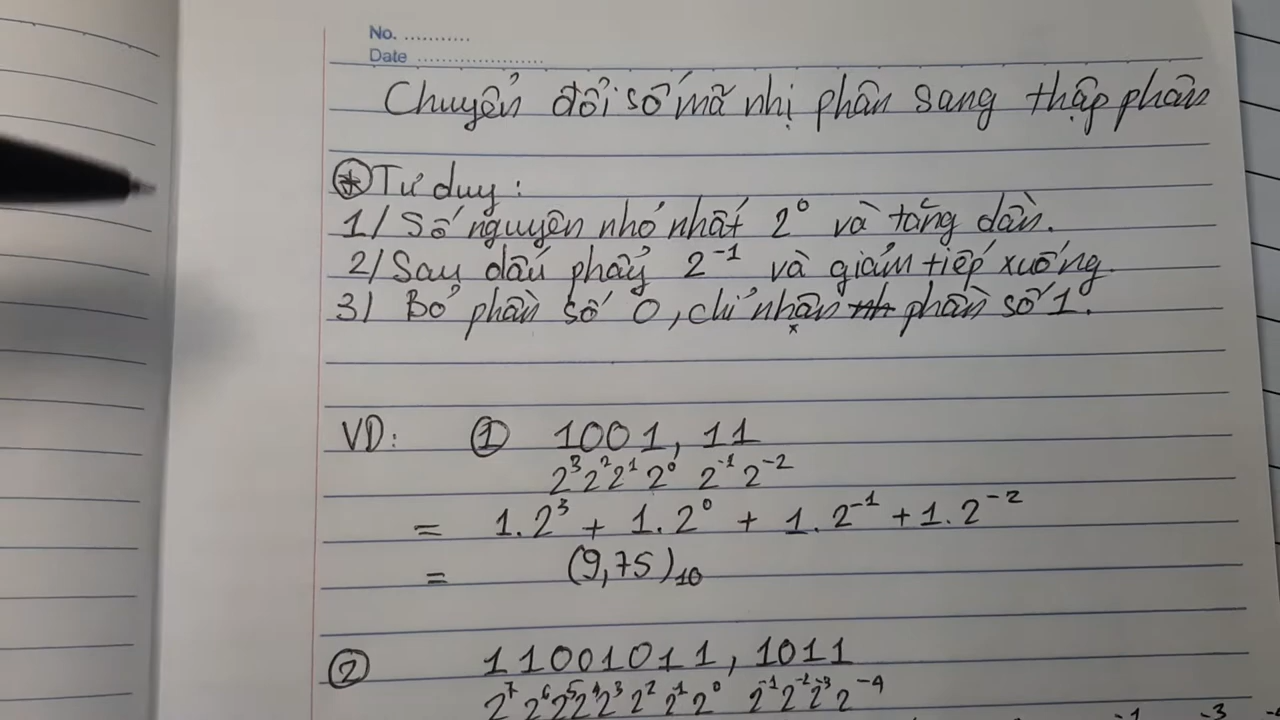 No. ...........
Date ......................
Chuyển đổi số mã nhị phân sang thập phân
* Tư duy :
1/ Số nguyên nhỏ nhất 2⁰ và tăng dần.
2/ Sau dấu phẩy 2⁻¹ và giảm tiếp xuống.
3/ Bỏ phần số 0, chỉ nhân phần số 1.
x
VD: ① 1001, 11
2³2²2¹2⁰ 2⁻¹2⁻²
= 1.2³ + 1.2⁰ + 1.2⁻¹ + 1.2⁻²
= (9,75)₁₀
② 11001011, 1011
2⁷2⁶2⁵2⁴2³2²2¹2⁰ 2⁻¹2⁻²2⁻³2⁻⁴